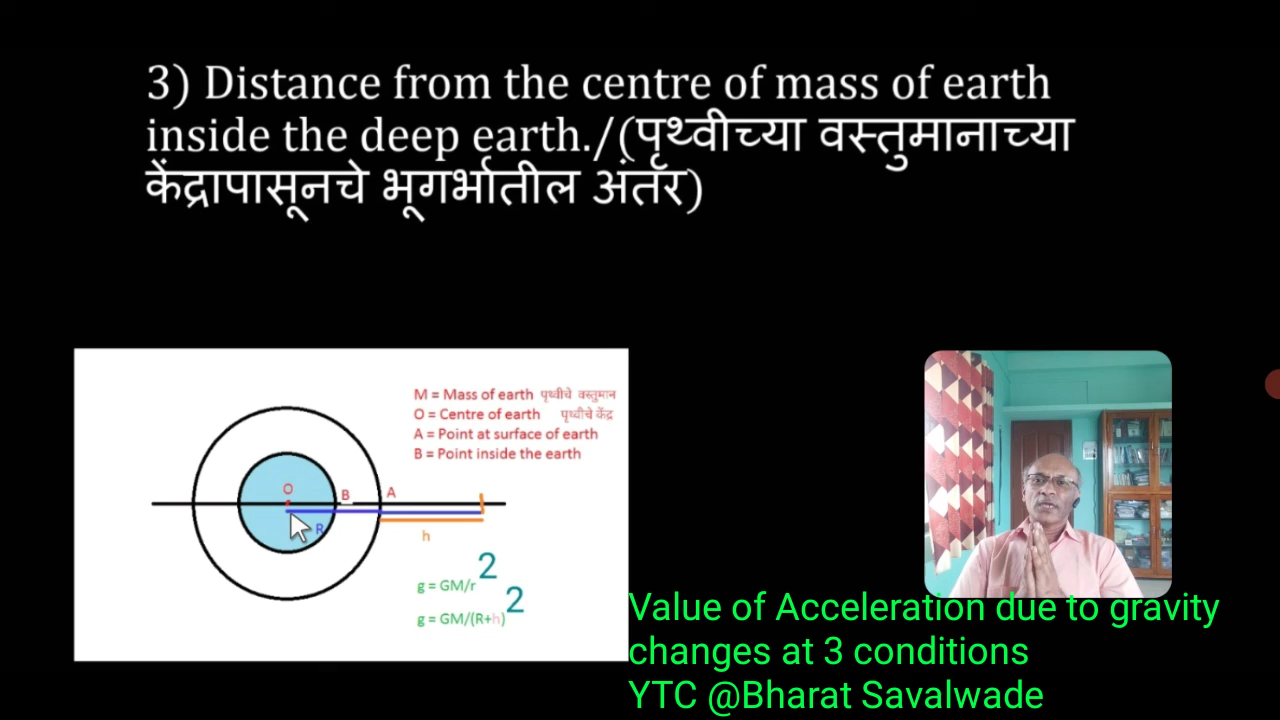 3) Distance from the centre of mass of earth
inside the deep earth./(पृथ्वीच्या वस्तुमानाच्या
केंद्रापासूनचे भूगर्भातील अंतर)
M = Mass of earth पृथ्वीचे वस्तुमान
O = Centre of earth पृथ्वीचे केंद्र
A = Point at surface of earth
B = Point inside the earth
O
B
A
R
h
g = GM/r 2
g = GM/(R+h) 2
Value of Acceleration due to gravity
changes at 3 conditions
YTC @Bharat Savalwade